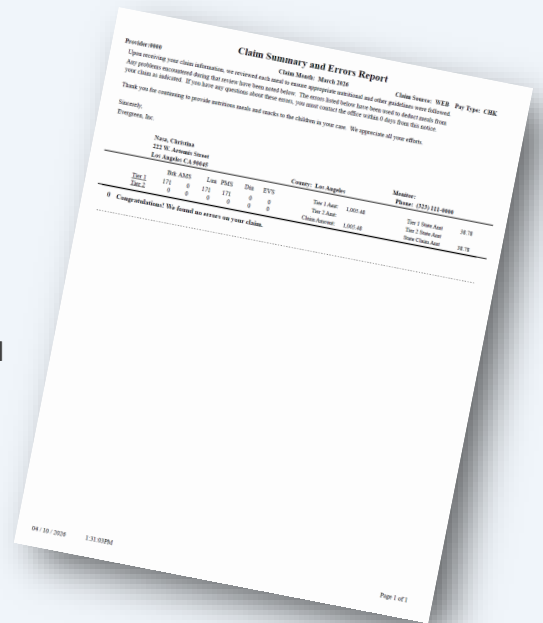 Provider:0000
Claim Summary and Errors Report
Claim Month: March 2020
Claim Source: WEB Pay Type: CHK
Upon receiving your claim information, we reviewed each meal to ensure appropriate nutritional and other guidelines were followed.
Any problems encountered during that review have been noted below. The errors listed below have been used to deduct meals from
your claim as indicated. If you have any questions about these errors, you must contact the office within 0 days from this notice.
Thank you for continuing to provide nutritious meals and snacks to the children in your care. We appreciate all your efforts.
Sincerely,
Evergreen, Inc.
Nasa, Christina
222 W. Artemis Street
Los Angeles CA 90045
County: Los Angeles
Monitor:
Phone: (323) 111-0000
Brk AMS Lun PMS Din EVS
Tier 1 171 0 171 171 0 0
Tier 2 0 0 0 0 0 0
Tier 1 Amt: 1,005.48
Tier 2 Amt:
Claim Amount: 1,005.48
Tier 1 State Amt 38.78
Tier 2 State Amt
State Claim Amt 38.78
0 Congratulations! We found no errors on your claim.
04 / 10 / 2020 1:31:03PM
Page 1 of 1